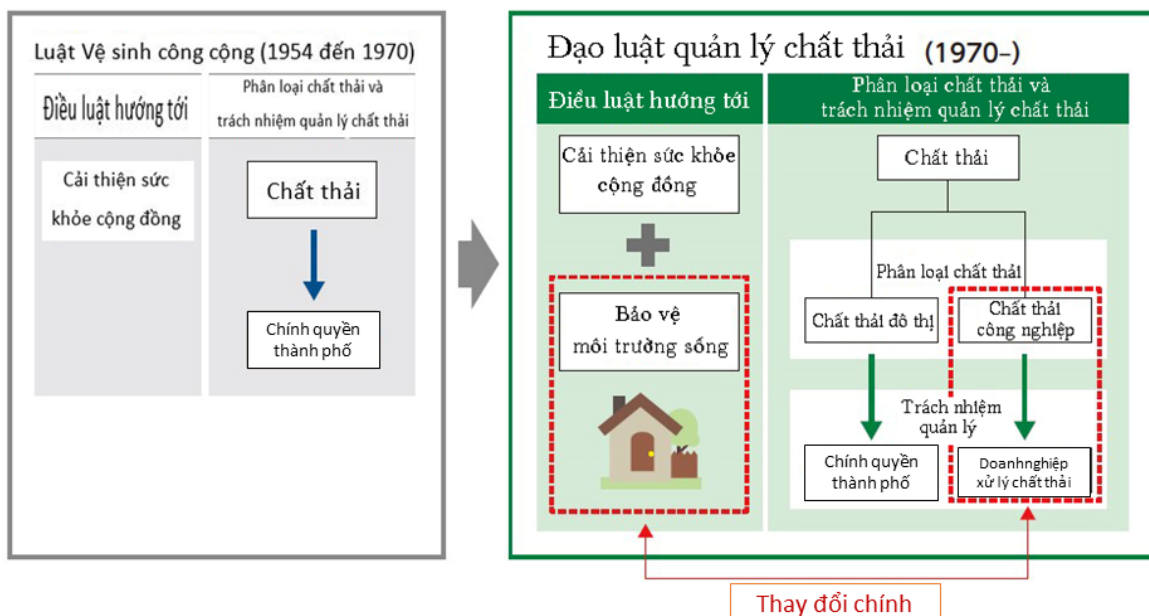 Luật Vệ sinh công cộng (1954 đến 1970)
Điều luật hướng tới
Phân loại chất thải và
trách nhiệm quản lý chất thải
Cải thiện sức
khỏe cộng đồng
Chất thải
Chính quyền
thành phố
Đạo luật quản lý chất thải (1970–)
Điều luật hướng tới
Phân loại chất thải và
trách nhiệm quản lý chất thải
Cải thiện sức khỏe
cộng đồng
Bảo vệ
môi trường sống
Chất thải
Phân loại chất thải
Chất thải đô thị
Chất thải
công nghiệp
Trách nhiệm
quản lý
Chính quyền
thành phố
Doanhnghiệp
xử lý chất thải
Thay đổi chính